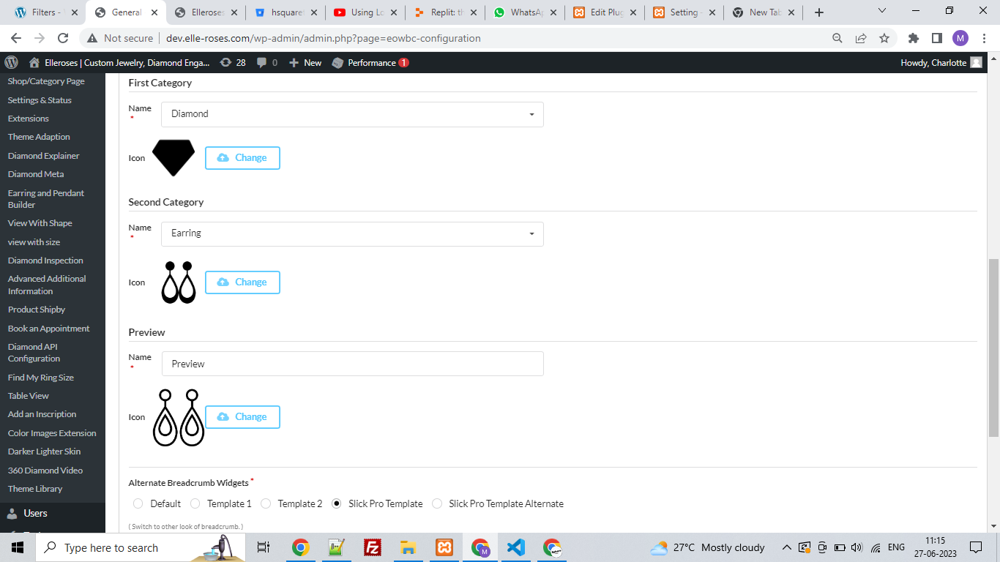 Filters -
General
Elleroses
hsquare
Using Lo
Replit: th
WhatsAp
Edit Plug
Setting -
New Tab
Not secure
dev.elle-roses.com/wp-admin/admin.php?page=eowbc-configuration
M
Elleroses | Custom Jewelry, Diamond Enga...
28
0
New
Performance 1
Howdy, Charlotte
Shop/Category Page
Settings & Status
Extensions
Theme Adaption
Diamond Explainer
Diamond Meta
Earring and Pendant
Builder
View With Shape
view with size
Diamond Inspection
Advanced Additional
Information
Product Shipby
Book an Appointment
Diamond API
Configuration
Find My Ring Size
Table View
Add an Inscription
Color Images Extension
Darker Lighter Skin
360 Diamond Video
Theme Library
Users
First Category
Name
*
Diamond
Icon
Change
Second Category
Name
*
Earring
Icon
Change
Preview
Name
*
Preview
Icon
Change
Alternate Breadcrumb Widgets *
Default
Template 1
Template 2
Slick Pro Template
Slick Pro Template Alternate
( Switch to other look of breadcrumb. )
Type here to search
27°C Mostly cloudy
ENG
11:15
27-06-2023